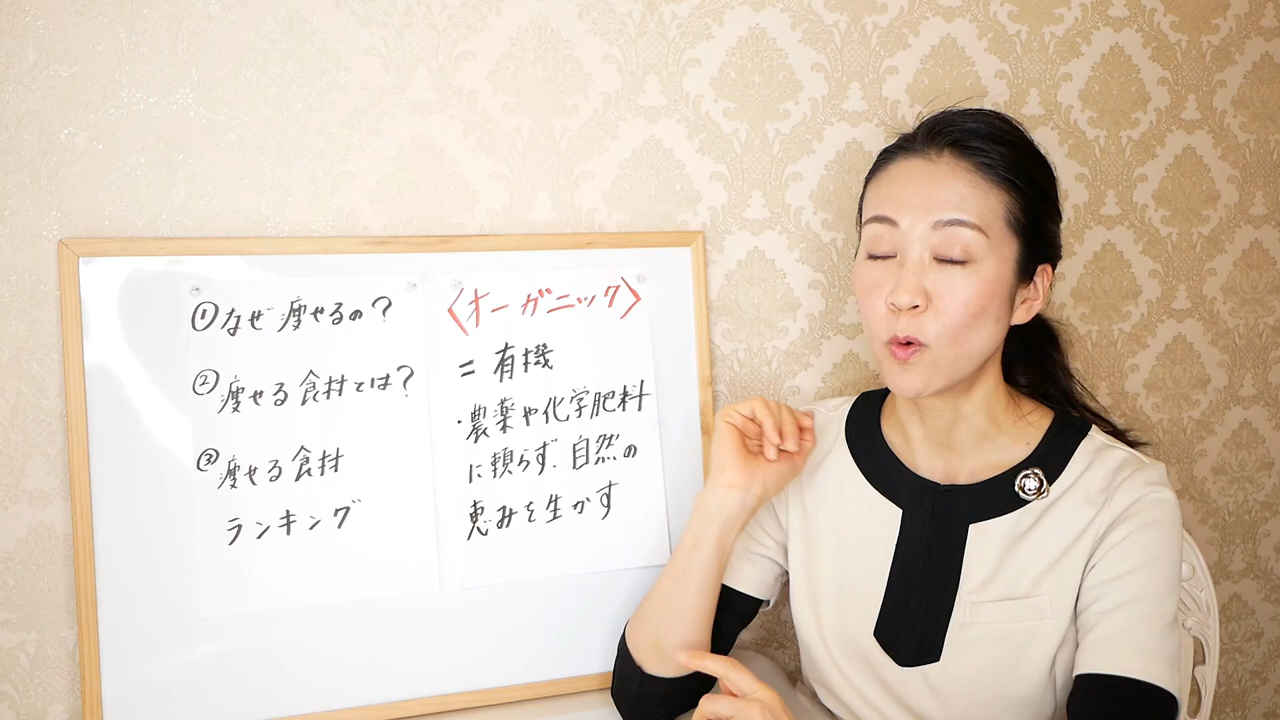 ①なぜ痩せるの?
②痩せる食材とは?
③痩せる食材
ランキング
〈オーガニック〉
=有機
・農薬や化学肥料
に頼らず、自然の
恵みを生かす